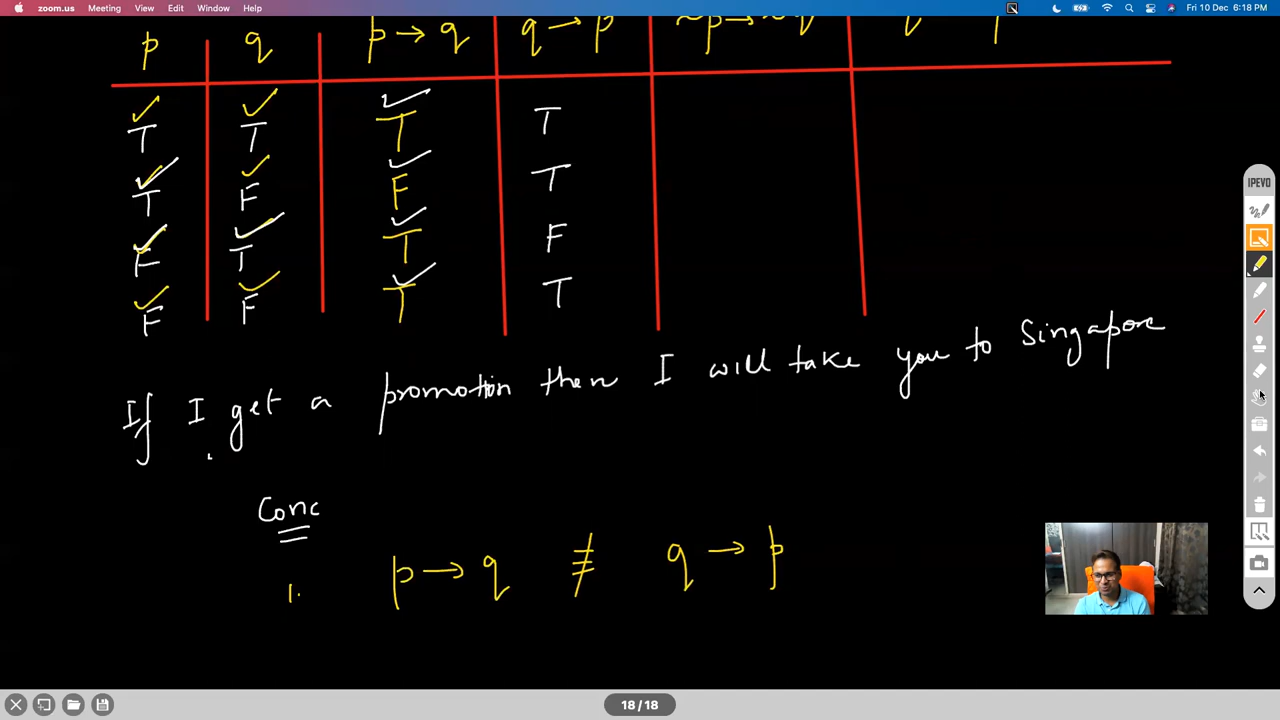 zoom.us Meeting View Edit Window Help Fri 10 Dec 6:18 PM
p q p → q q → p ~p → ~q
T T T T
T F F T
F T T F
F F T T
If I get a promotion then I will take you to Singapore
Conc
1. p → q ≢ q → p
IPEVO
18 / 18